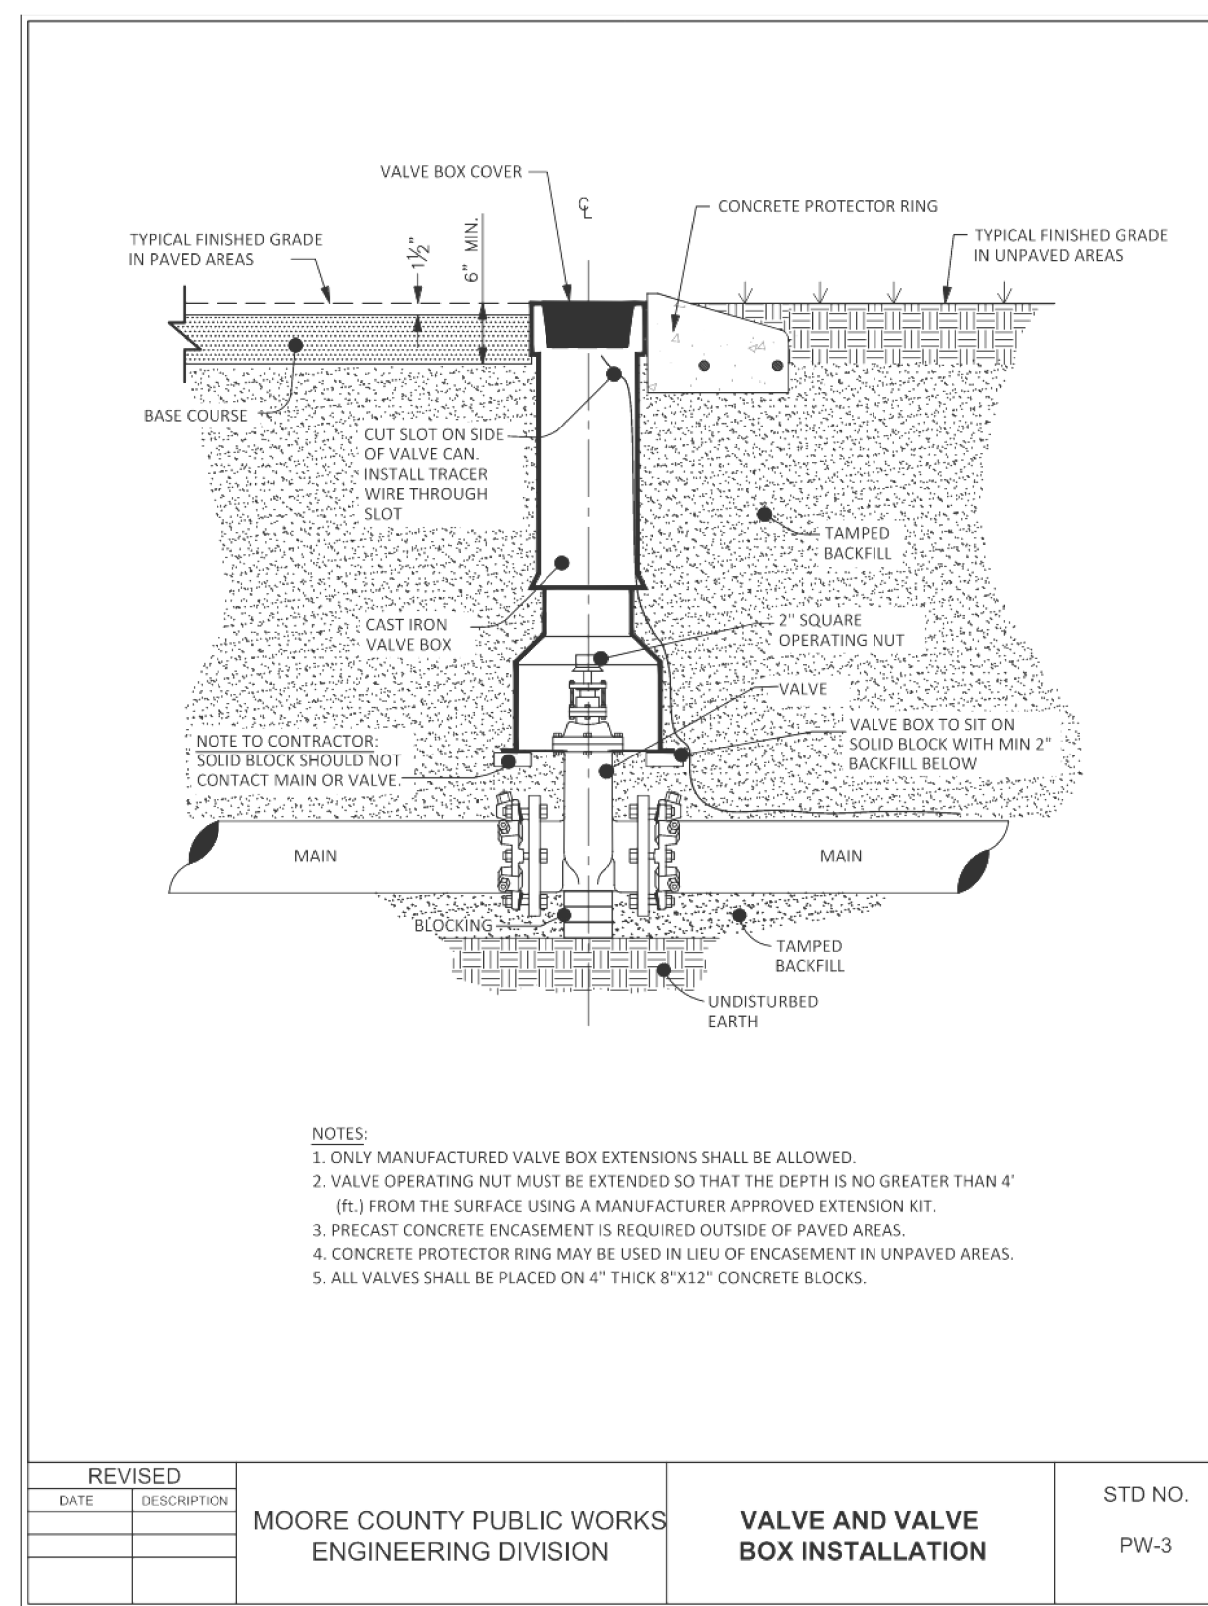 VALVE BOX COVER
℄
CONCRETE PROTECTOR RING
TYPICAL FINISHED GRADE
IN PAVED AREAS
1½"
6" MIN.
TYPICAL FINISHED GRADE
IN UNPAVED AREAS
BASE COURSE
CUT SLOT ON SIDE
OF VALVE CAN.
INSTALL TRACER
WIRE THROUGH
SLOT
TAMPED
BACKFILL
CAST IRON
VALVE BOX
2" SQUARE
OPERATING NUT
VALVE
NOTE TO CONTRACTOR:
SOLID BLOCK SHOULD NOT
CONTACT MAIN OR VALVE.
VALVE BOX TO SIT ON
SOLID BLOCK WITH MIN 2"
BACKFILL BELOW
MAIN
MAIN
BLOCKING
TAMPED
BACKFILL
UNDISTURBED
EARTH
NOTES:
1. ONLY MANUFACTURED VALVE BOX EXTENSIONS SHALL BE ALLOWED.
2. VALVE OPERATING NUT MUST BE EXTENDED SO THAT THE DEPTH IS NO GREATER THAN 4'
(ft.) FROM THE SURFACE USING A MANUFACTURER APPROVED EXTENSION KIT.
3. PRECAST CONCRETE ENCASEMENT IS REQUIRED OUTSIDE OF PAVED AREAS.
4. CONCRETE PROTECTOR RING MAY BE USED IN LIEU OF ENCASEMENT IN UNPAVED AREAS.
5. ALL VALVES SHALL BE PLACED ON 4" THICK 8"X12" CONCRETE BLOCKS.
REVISED
DATE DESCRIPTION
MOORE COUNTY PUBLIC WORKS
ENGINEERING DIVISION
VALVE AND VALVE
BOX INSTALLATION
STD NO.
PW-3